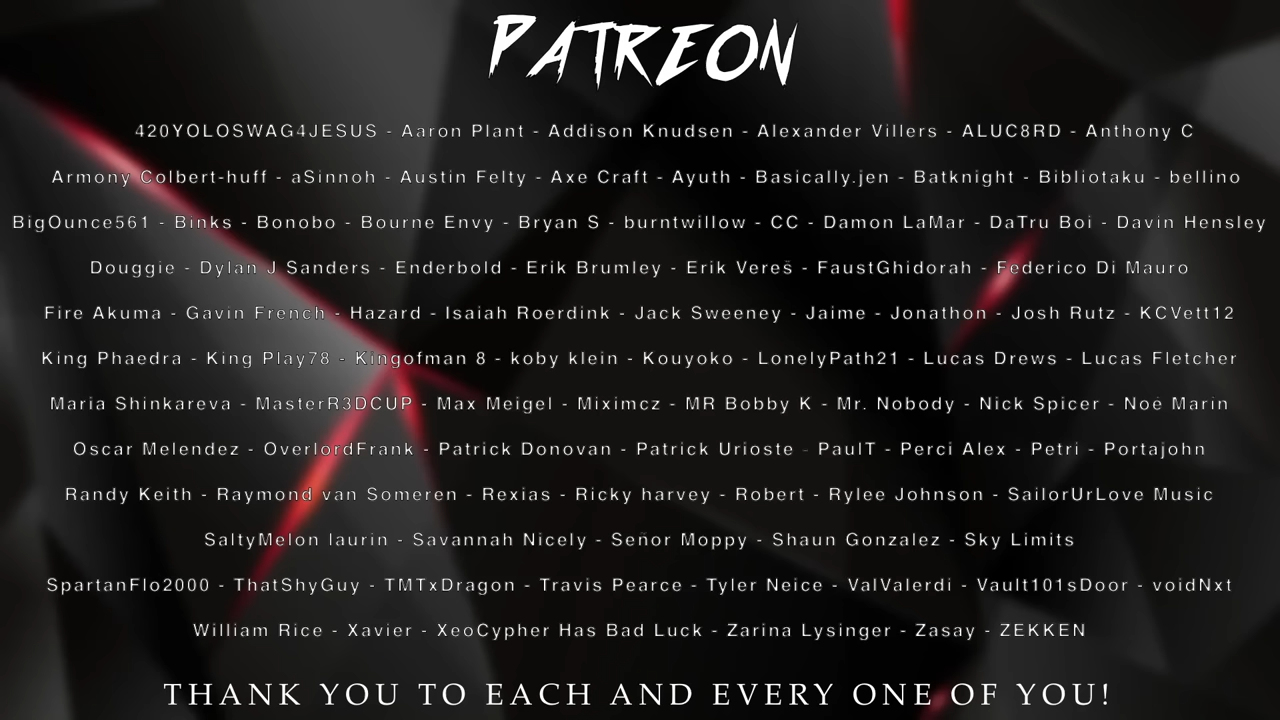 PATREON
420YOLOSWAG4JESUS - Aaron Plant - Addison Knudsen - Alexander Villers - ALUC8RD - Anthony C
Armony Colbert-huff - aSinnoh - Austin Felty - Axe Craft - Ayuth - Basically.jen - Batknight - Bibliotaku - bellino
BigOunce561 - Binks - Bonobo - Bourne Envy - Bryan S - burntwillow - CC - Damon LaMar - DaTru Boi - Davin Hensley
Douggie - Dylan J Sanders - Enderbold - Erik Brumley - Erik Vereš - FaustGhidorah - Federico Di Mauro
Fire Akuma - Gavin French - Hazard - Isaiah Roerdink - Jack Sweeney - Jaime - Jonathon - Josh Rutz - KCVett12
King Phaedra - King Play78 - Kingofman 8 - koby klein - Kouyoko - LonelyPath21 - Lucas Drews - Lucas Fletcher
Maria Shinkareva - MasterR3DCUP - Max Meigel - Miximcz - MR Bobby K - Mr. Nobody - Nick Spicer - Noé Marin
Oscar Melendez - OverlordFrank - Patrick Donovan - Patrick Urioste - PaulT - Perci Alex - Petri - Portajohn
Randy Keith - Raymond van Someren - Rexias - Ricky harvey - Robert - Rylee Johnson - SailorUrLove Music
SaltyMelon laurin - Savannah Nicely - Señor Moppy - Shaun Gonzalez - Sky Limits
SpartanFlo2000 - ThatShyGuy - TMTxDragon - Travis Pearce - Tyler Neice - ValValerdi - Vault101sDoor - voidNxt
William Rice - Xavier - XeoCypher Has Bad Luck - Zarina Lysinger - Zasay - ZEKKEN
THANK YOU TO EACH AND EVERY ONE OF YOU!